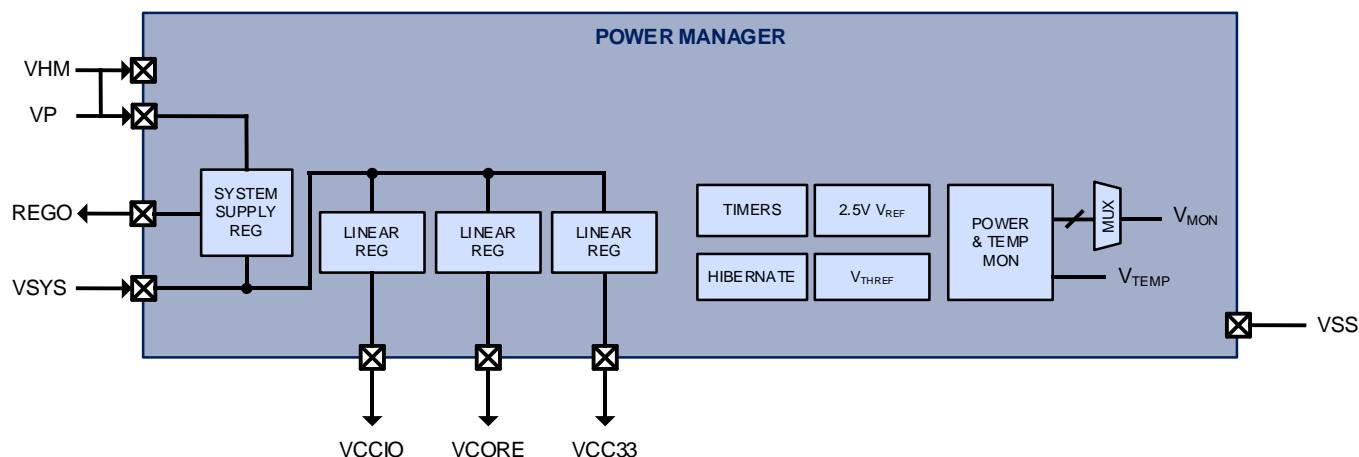 POWER MANAGER
VHM
VP
SYSTEM
SUPPLY
REG
REGO
VSYS
LINEAR
REG
LINEAR
REG
LINEAR
REG
TIMERS
2.5V VREF
HIBERNATE
VTHREF
POWER
& TEMP
MON
MUX
VMON
VTEMP
VSS
VCCIO
VCORE
VCC33